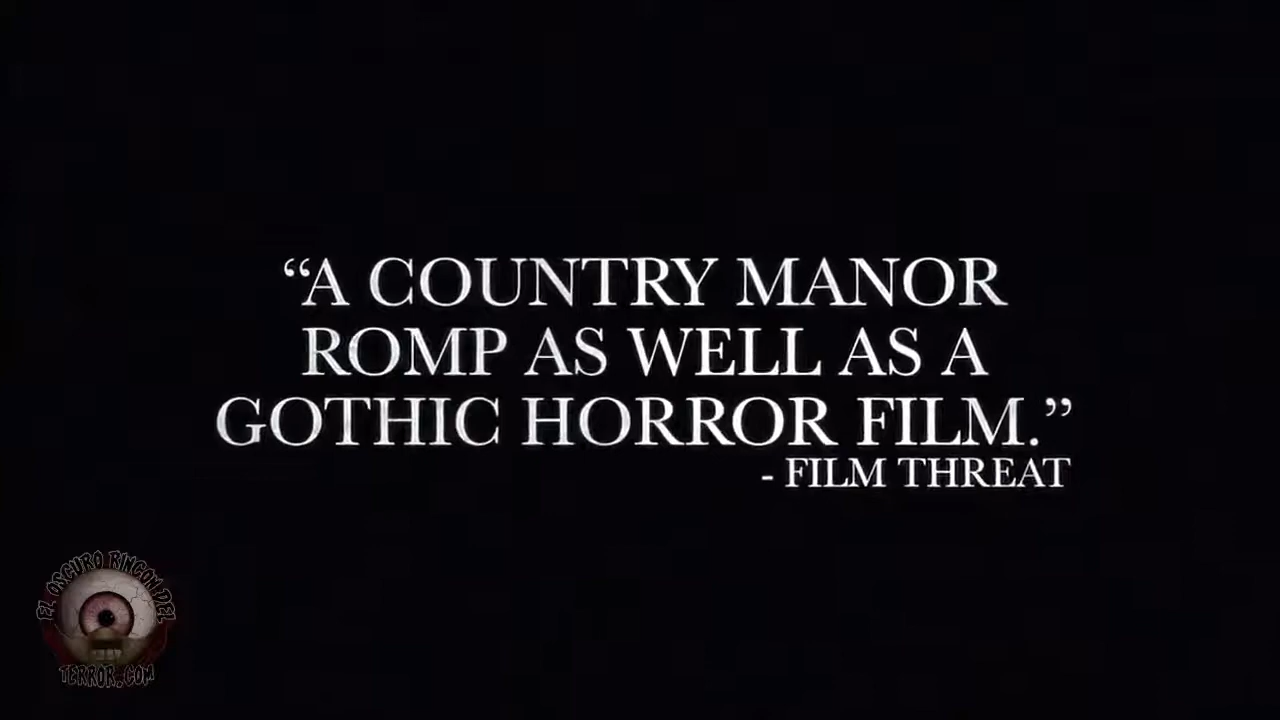 “A COUNTRY MANOR
ROMP AS WELL AS A
GOTHIC HORROR FILM.”
- FILM THREAT
EL OSCURO RINCON DEL
TERROR.COM